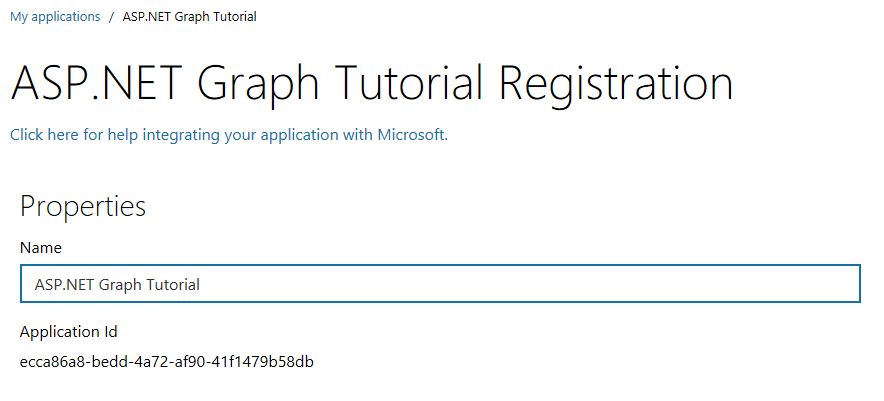 My applications / ASP.NET Graph Tutorial
ASP.NET Graph Tutorial Registration
Click here for help integrating your application with Microsoft.
Properties
Name
ASP.NET Graph Tutorial
Application Id
ecca86a8-bedd-4a72-af90-41f1479b58db